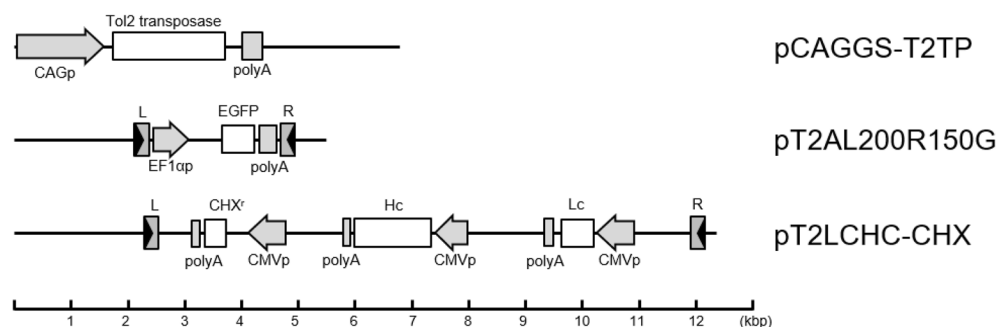 Tol2 transposase
CAGp
polyA
pCAGGS-T2TP
L
EGFP
R
EF1αp
polyA
pT2AL200R150G
L
CHXʳ
Hc
Lc
R
polyA
CMVp
polyA
CMVp
polyA
CMVp
pT2LCHC-CHX
1 2 3 4 5 6 7 8 9 10 11 12 (kbp)